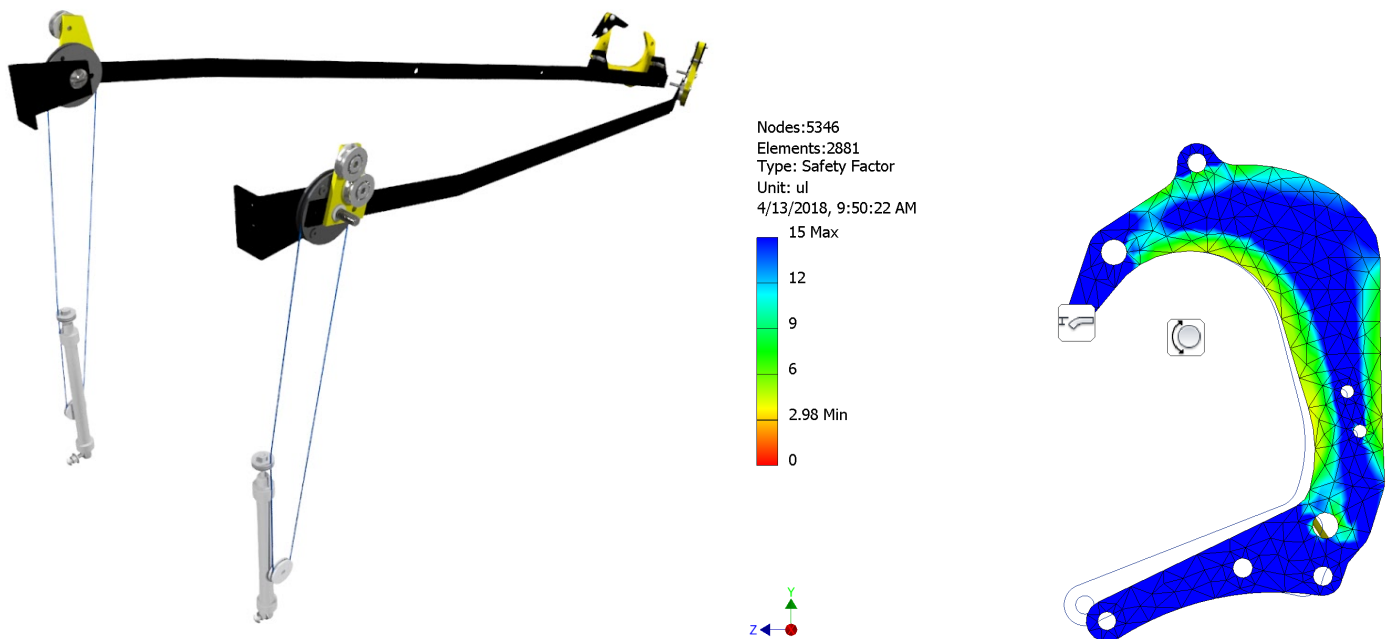 Nodes:5346
Elements:2881
Type: Safety Factor
Unit: ul
4/13/2018, 9:50:22 AM
15 Max
12
9
6
2.98 Min
0
Y
Z